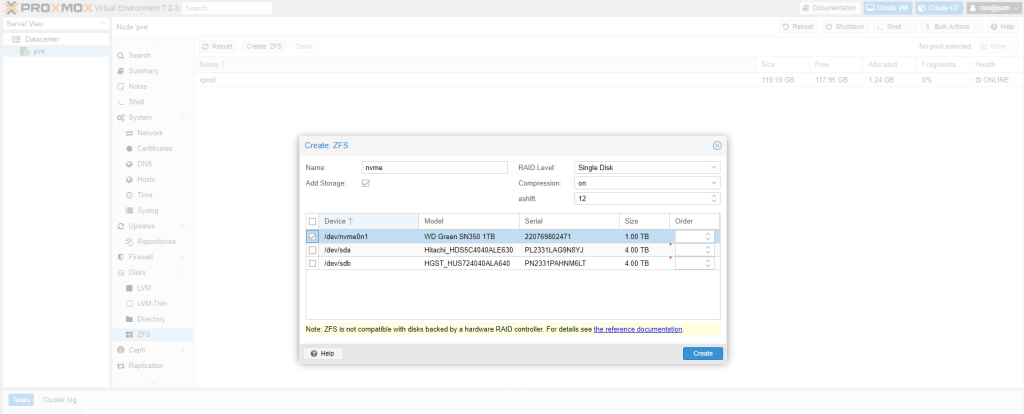 PROXMOX Virtual Environment 7.2-3 Search Documentation Create VM Create CT root@pam
Server View
Datacenter
pve
Node 'pve' Reboot Shutdown Shell Bulk Actions Help
Search
Summary
Notes
Shell
System
Network
Certificates
DNS
Hosts
Time
Syslog
Updates
Repositories
Firewall
Disks
LVM
LVM-Thin
Directory
ZFS
Ceph
Replication
Reload Create: ZFS Detail No pool selected More
Name Size Free Allocated Fragmenta... Health
rpool 119.19 GB 117.95 GB 1.24 GB 0% ONLINE
Create: ZFS
Name: nvme RAID Level: Single Disk
Add Storage: Compression: on
ashift: 12
Device Model Serial Size Order
/dev/nvme0n1 WD Green SN350 1TB 220769802471 1.00 TB
/dev/sda Hitachi_HDS5C4040ALE630 PL2331LAG9N8YJ 4.00 TB
/dev/sdb HGST_HUS724040ALA640 PN2331PAHNM6LT 4.00 TB
Note: ZFS is not compatible with disks backed by a hardware RAID controller. For details see the reference documentation.
Help Create
Tasks Cluster log